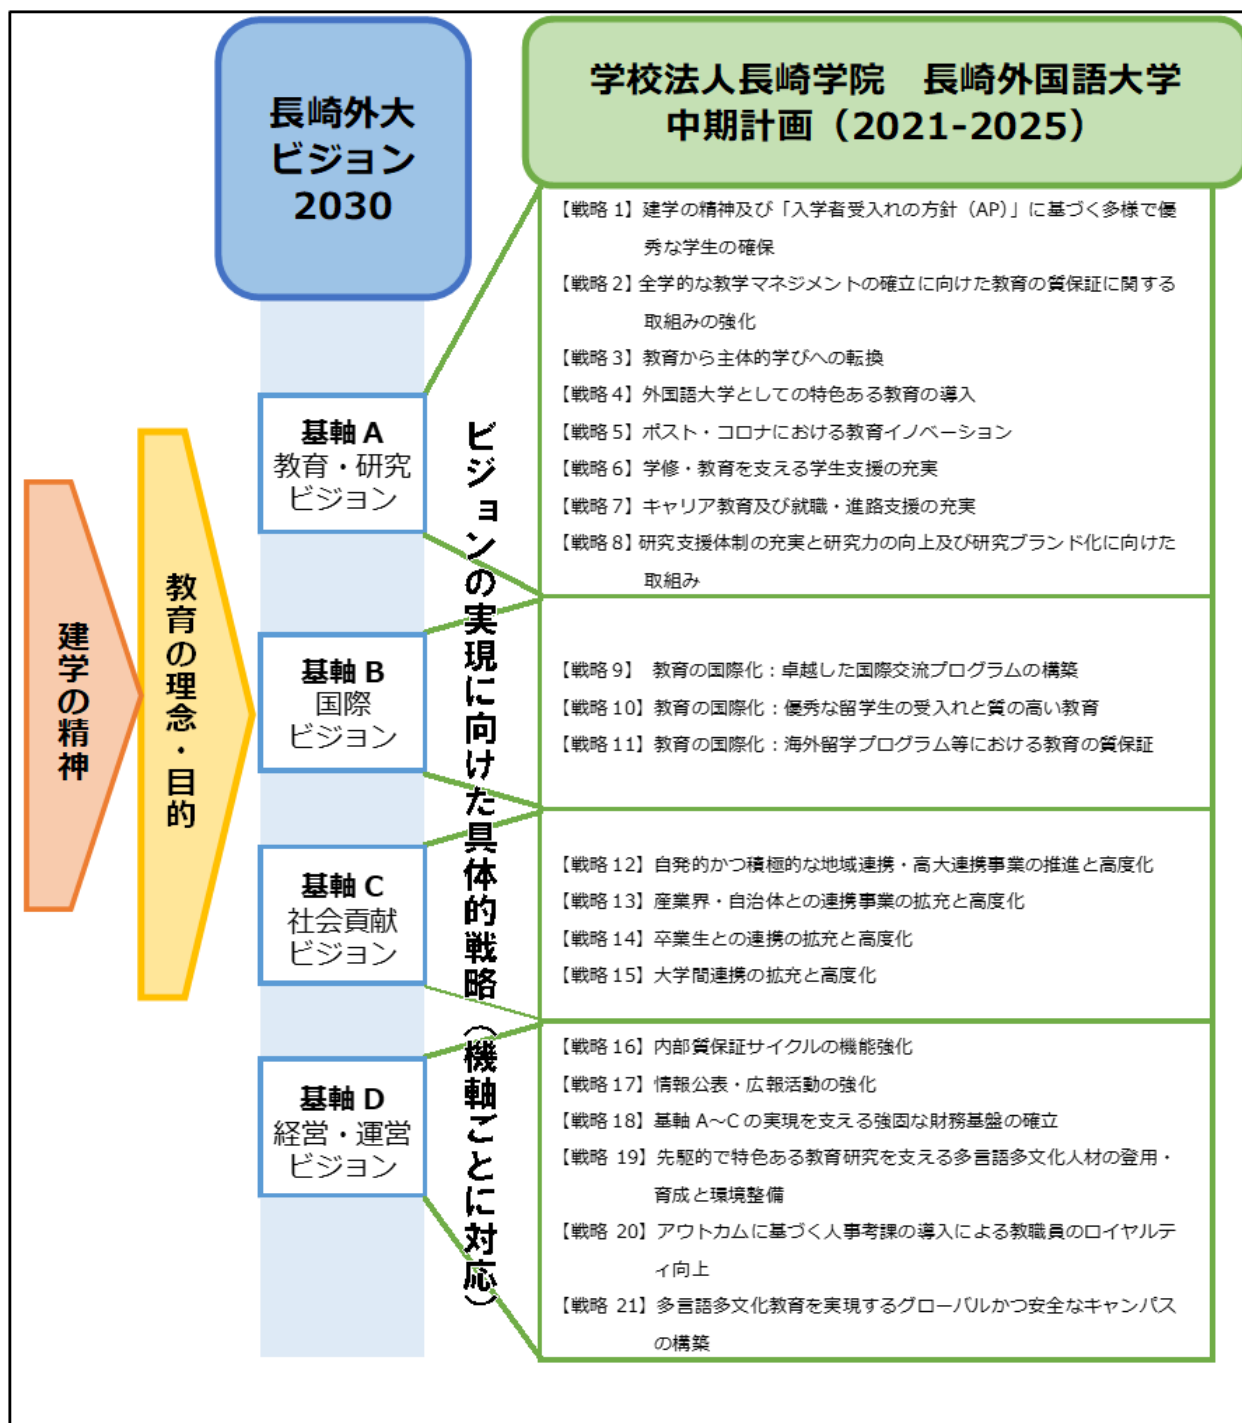 長崎外大
ビジョン
2030
学校法人長崎学院　長崎外国語大学
中期計画（2021-2025）
建学の精神
教育の理念・目的
基軸 A
教育・研究
ビジョン
基軸 B
国際
ビジョン
基軸 C
社会貢献
ビジョン
基軸 D
経営・運営
ビジョン
ビジョンの実現に向けた具体的戦略（機軸ごとに対応）
【戦略 1】建学の精神及び「入学者受入れの方針（AP）」に基づく多様で優
秀な学生の確保
【戦略 2】全学的な教学マネジメントの確立に向けた教育の質保証に関する
取組みの強化
【戦略 3】教育から主体的学びへの転換
【戦略 4】外国語大学としての特色ある教育の導入
【戦略 5】ポスト・コロナにおける教育イノベーション
【戦略 6】学修・教育を支える学生支援の充実
【戦略 7】キャリア教育及び就職・進路支援の充実
【戦略 8】研究支援体制の充実と研究力の向上及び研究ブランド化に向けた
取組み
【戦略 9】 教育の国際化：卓越した国際交流プログラムの構築
【戦略 10】教育の国際化：優秀な留学生の受入れと質の高い教育
【戦略 11】教育の国際化：海外留学プログラム等における教育の質保証
【戦略 12】自発的かつ積極的な地域連携・高大連携事業の推進と高度化
【戦略 13】産業界・自治体との連携事業の拡充と高度化
【戦略 14】卒業生との連携の拡充と高度化
【戦略 15】大学間連携の拡充と高度化
【戦略 16】内部質保証サイクルの機能強化
【戦略 17】情報公表・広報活動の強化
【戦略 18】基軸 A～C の実現を支える強固な財務基盤の確立
【戦略 19】先駆的で特色ある教育研究を支える多言語多文化人材の登用・
育成と環境整備
【戦略 20】アウトカムに基づく人事考課の導入による教職員のロイヤルテ
ィ向上
【戦略 21】多言語多文化教育を実現するグローバルかつ安全なキャンパス
の構築